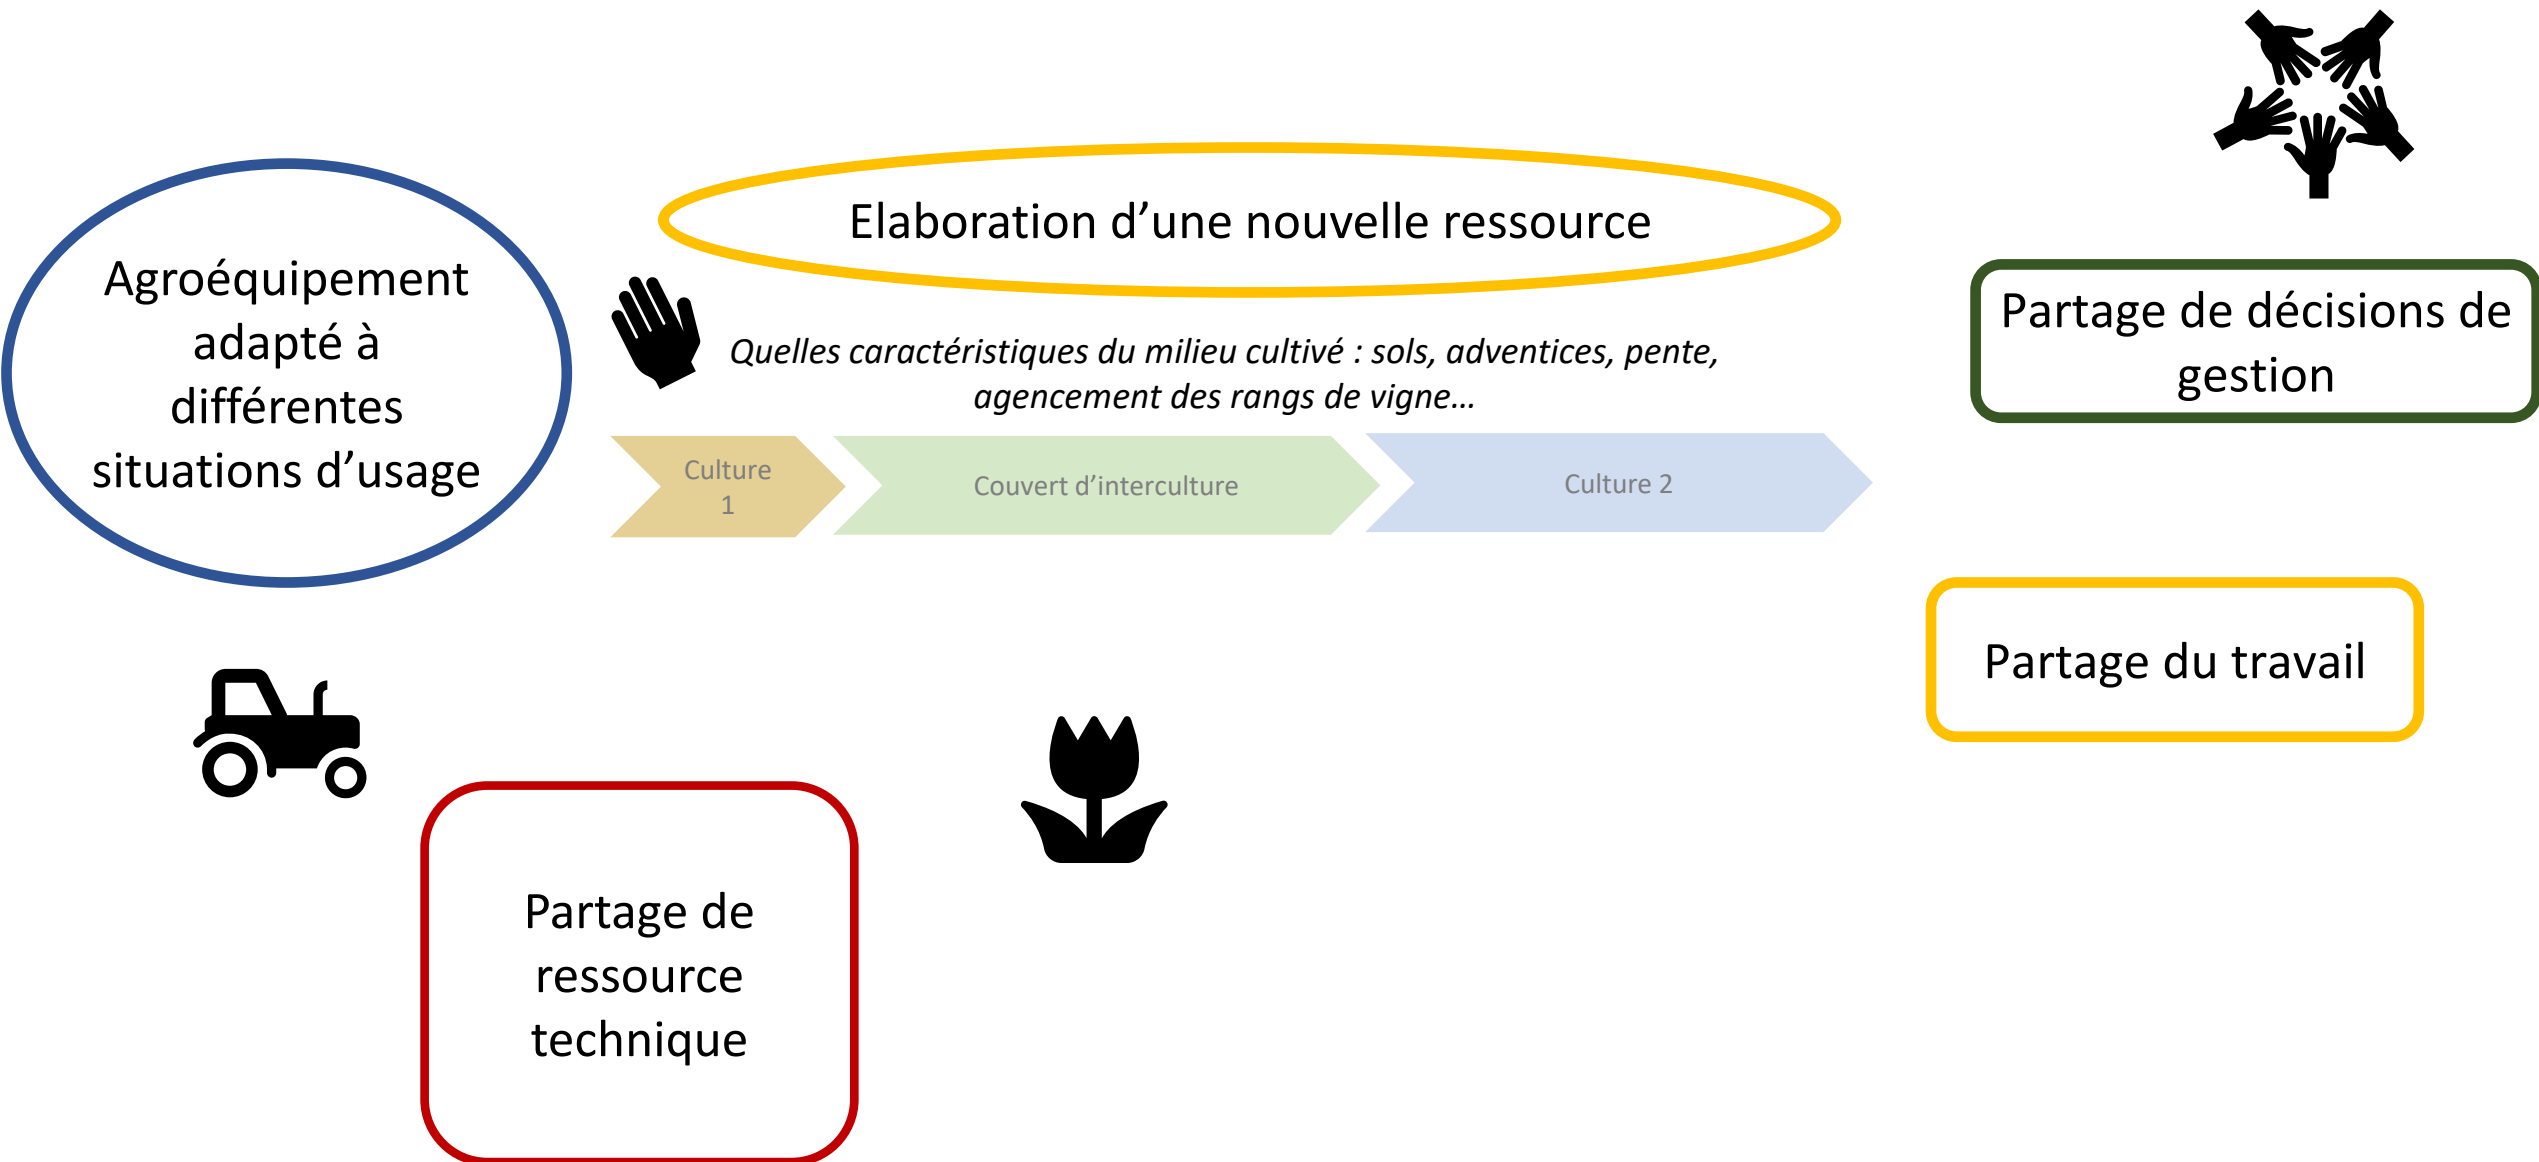 Agroéquipement
adapté à
différentes
situations d’usage
Elaboration d’une nouvelle ressource
Quelles caractéristiques du milieu cultivé : sols, adventices, pente,
agencement des rangs de vigne…
Culture
1
Couvert d’interculture
Culture 2
Partage de décisions de
gestion
Partage du travail
Partage de
ressource
technique